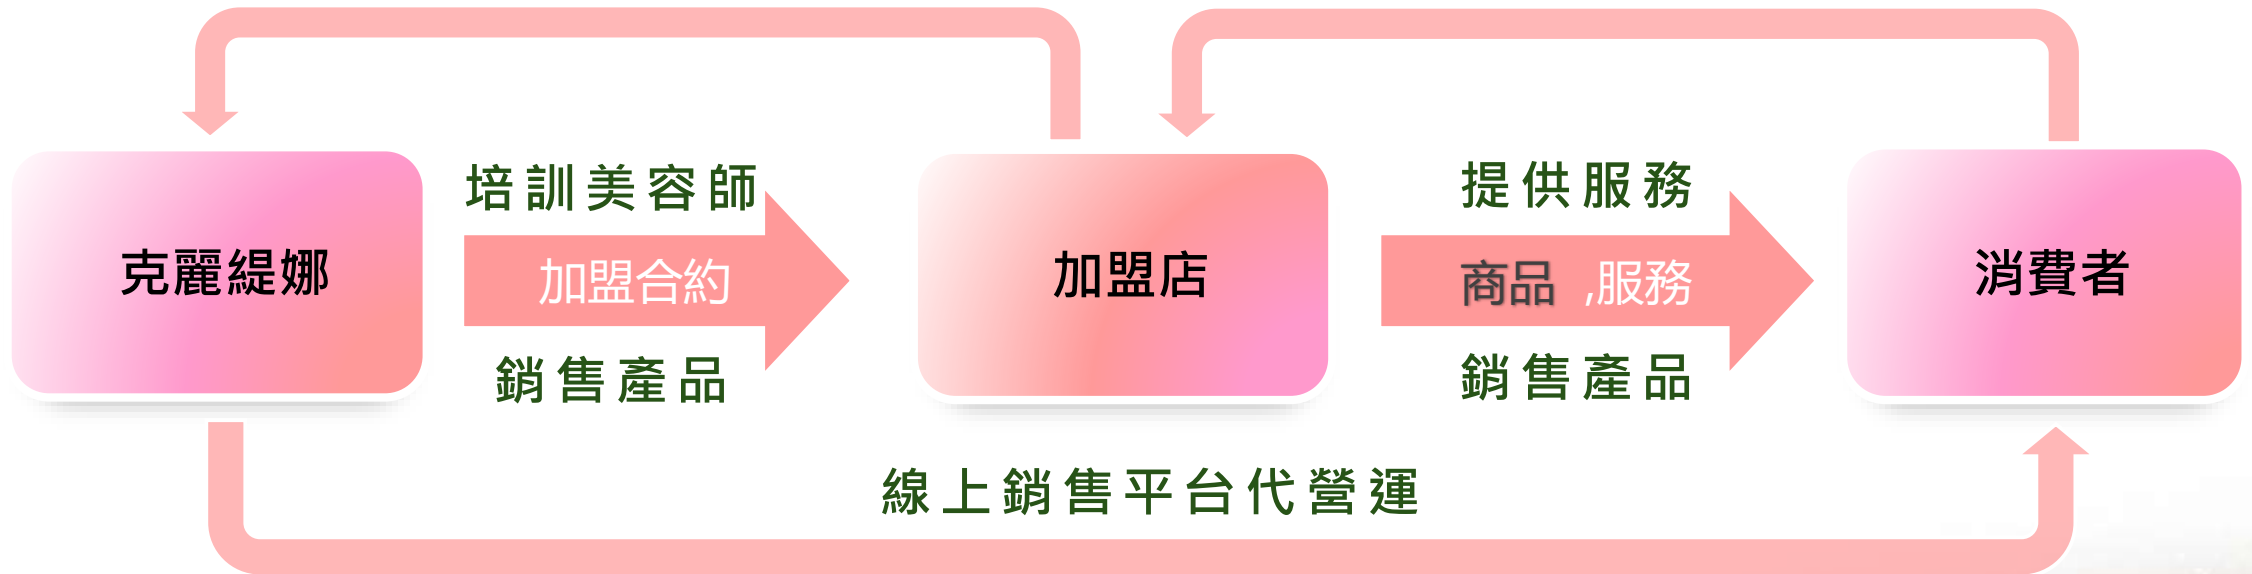 克麗緹娜
培訓美容師
加盟合約
銷售產品
加盟店
提供服務
商品 ,服務
銷售產品
消費者
線上銷售平台代營運